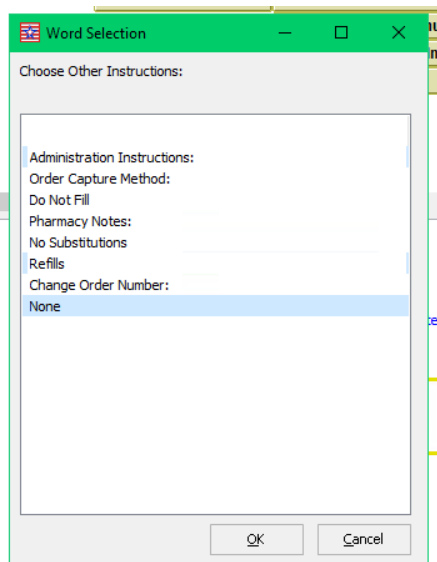 Word Selection
Choose Other Instructions:
Administration Instructions:
Order Capture Method:
Do Not Fill
Pharmacy Notes:
No Substitutions
Refills
Change Order Number:
None
OK
Cancel